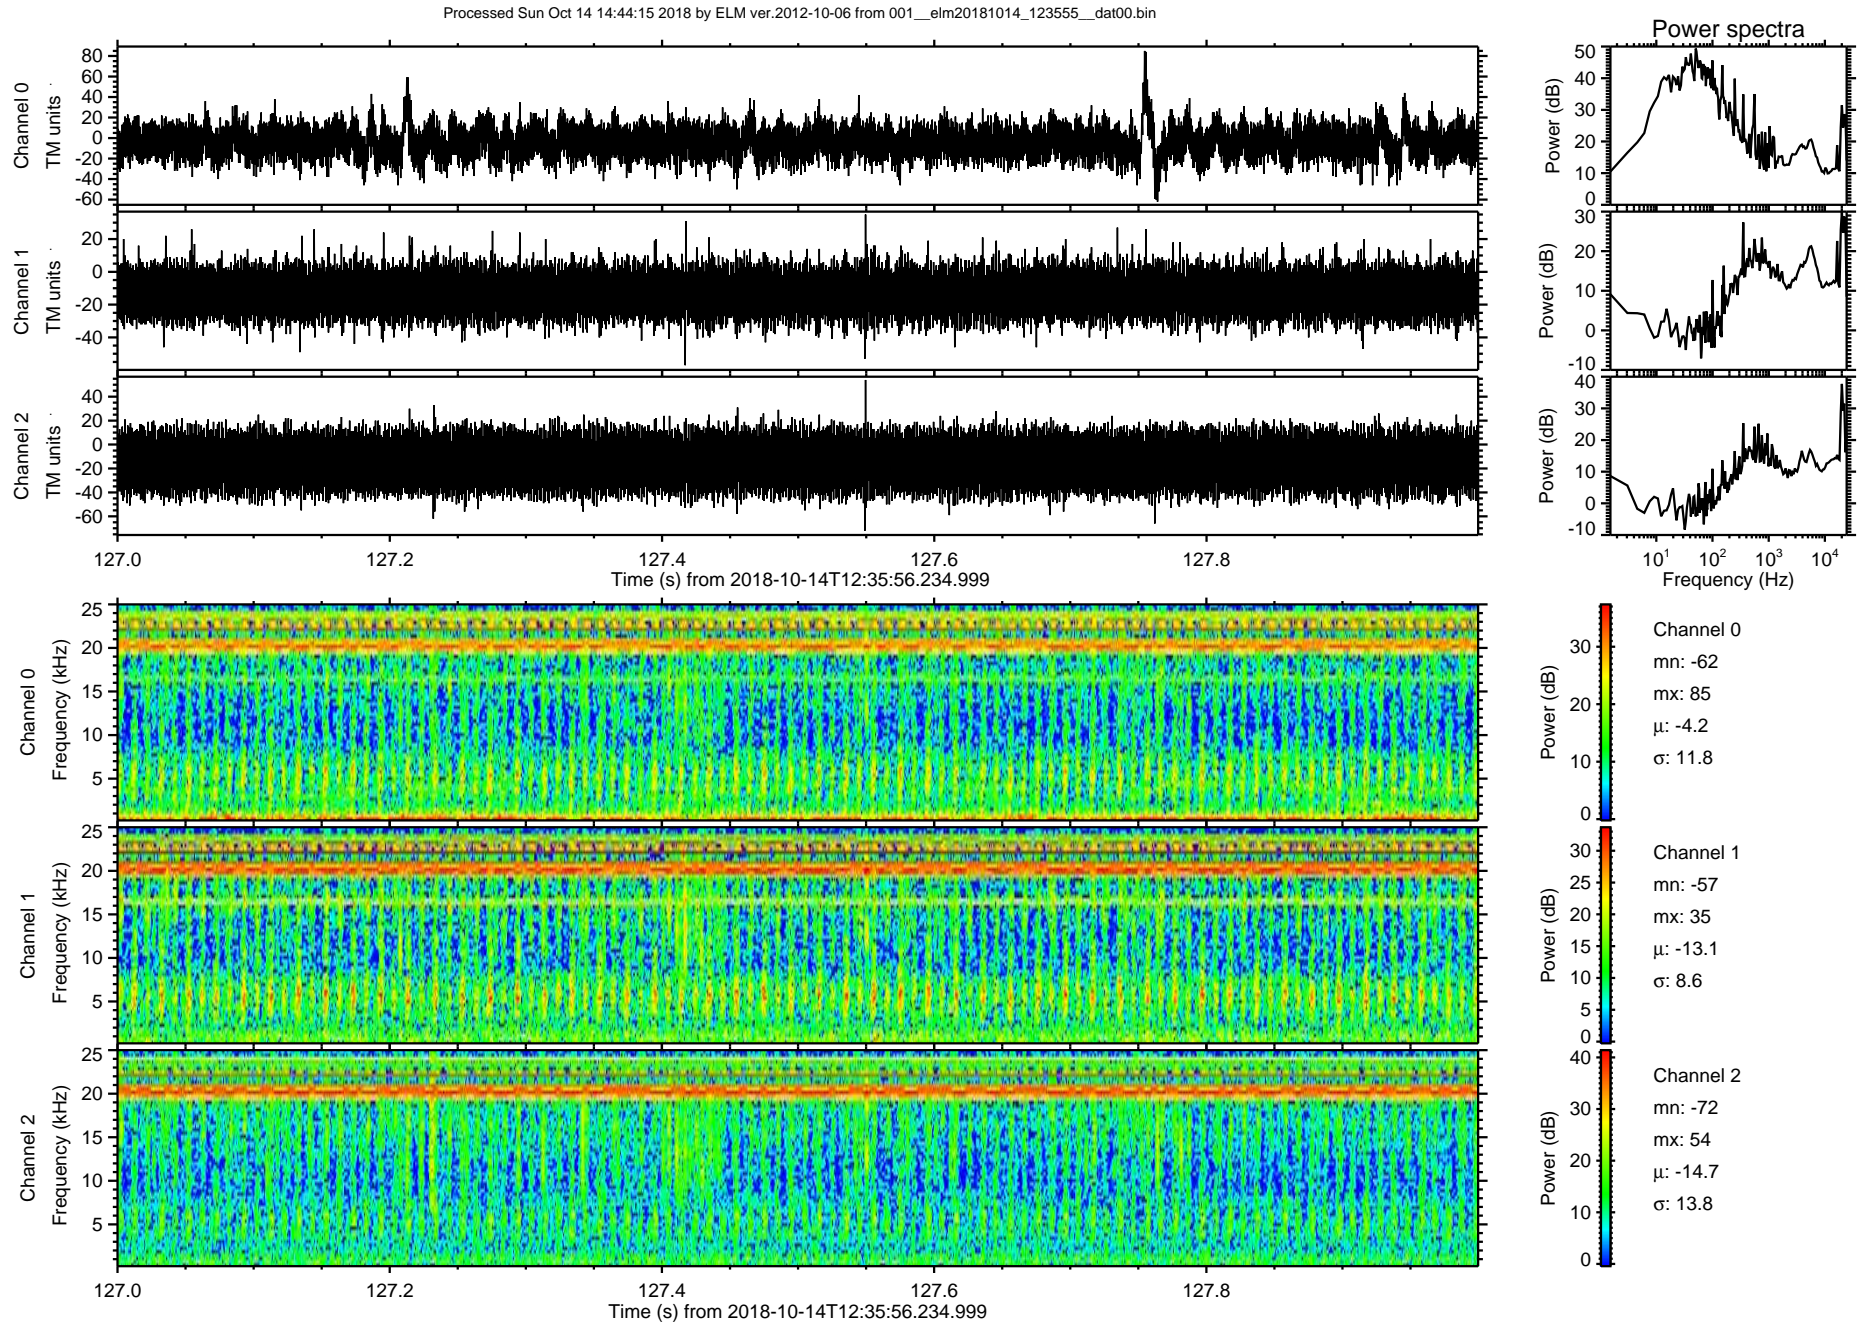 Processed Sun Oct 14 14:44:15 2018 by ELM ver.2012-10-06 from 001__elm20181014_123555__dat00.bin
Power spectra
Channel 0
TM units
80
60
40
20
0
-20
-40
-60
Power (dB)
50
40
30
20
10
0
Channel 1
TM units
20
0
-20
-40
Power (dB)
30
20
10
0
-10
Channel 2
TM units
40
20
0
-20
-40
-60
Power (dB)
40
30
20
10
0
-10
127.0 127.2 127.4 127.6 127.8
Time (s) from 2018-10-14T12:35:56.234.999
10^1 10^2 10^3 10^4
Frequency (Hz)
Channel 0
Frequency (kHz)
25
20
15
10
5
Power (dB)
30
20
10
0
Channel 0
mn: -62
mx: 85
μ: -4.2
σ: 11.8
Channel 1
Frequency (kHz)
25
20
15
10
5
Power (dB)
30
25
20
15
10
5
0
Channel 1
mn: -57
mx: 35
μ: -13.1
σ: 8.6
Channel 2
Frequency (kHz)
25
20
15
10
5
Power (dB)
40
30
20
10
0
Channel 2
mn: -72
mx: 54
μ: -14.7
σ: 13.8
127.0 127.2 127.4 127.6 127.8
Time (s) from 2018-10-14T12:35:56.234.999